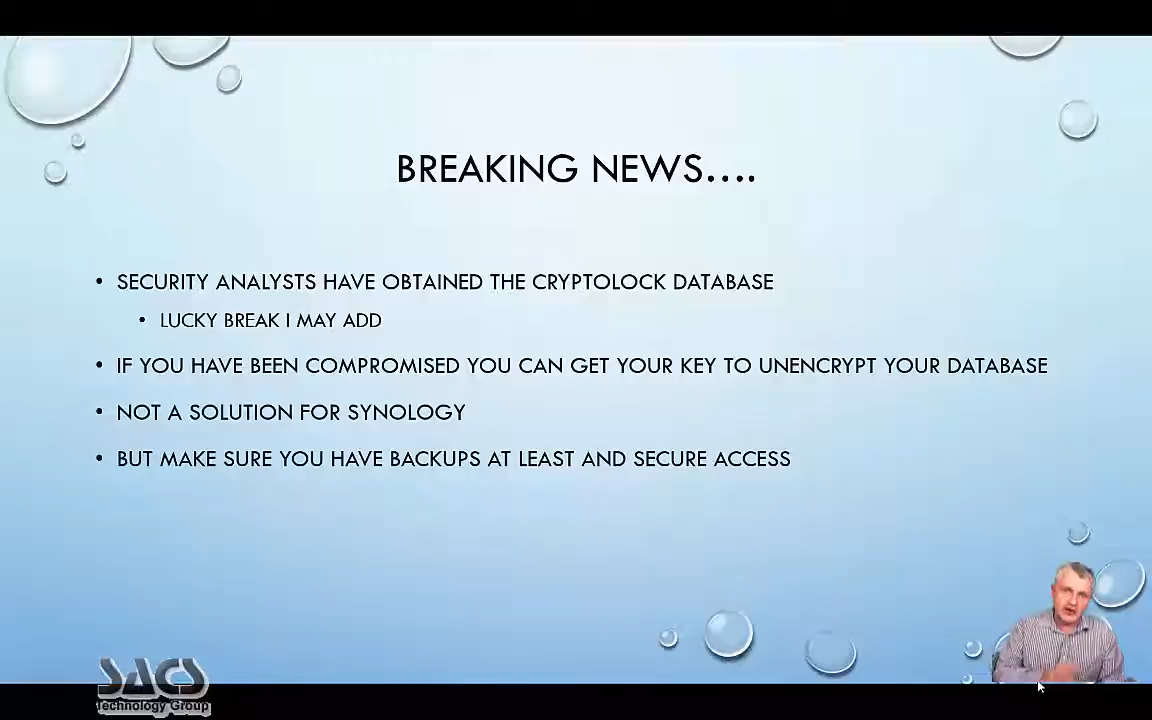 BREAKING NEWS....
• SECURITY ANALYSTS HAVE OBTAINED THE CRYPTOLOCK DATABASE
• LUCKY BREAK I MAY ADD
• IF YOU HAVE BEEN COMPROMISED YOU CAN GET YOUR KEY TO UNENCRYPT YOUR DATABASE
• NOT A SOLUTION FOR SYNOLOGY
• BUT MAKE SURE YOU HAVE BACKUPS AT LEAST AND SECURE ACCESS
SACS
Technology Group